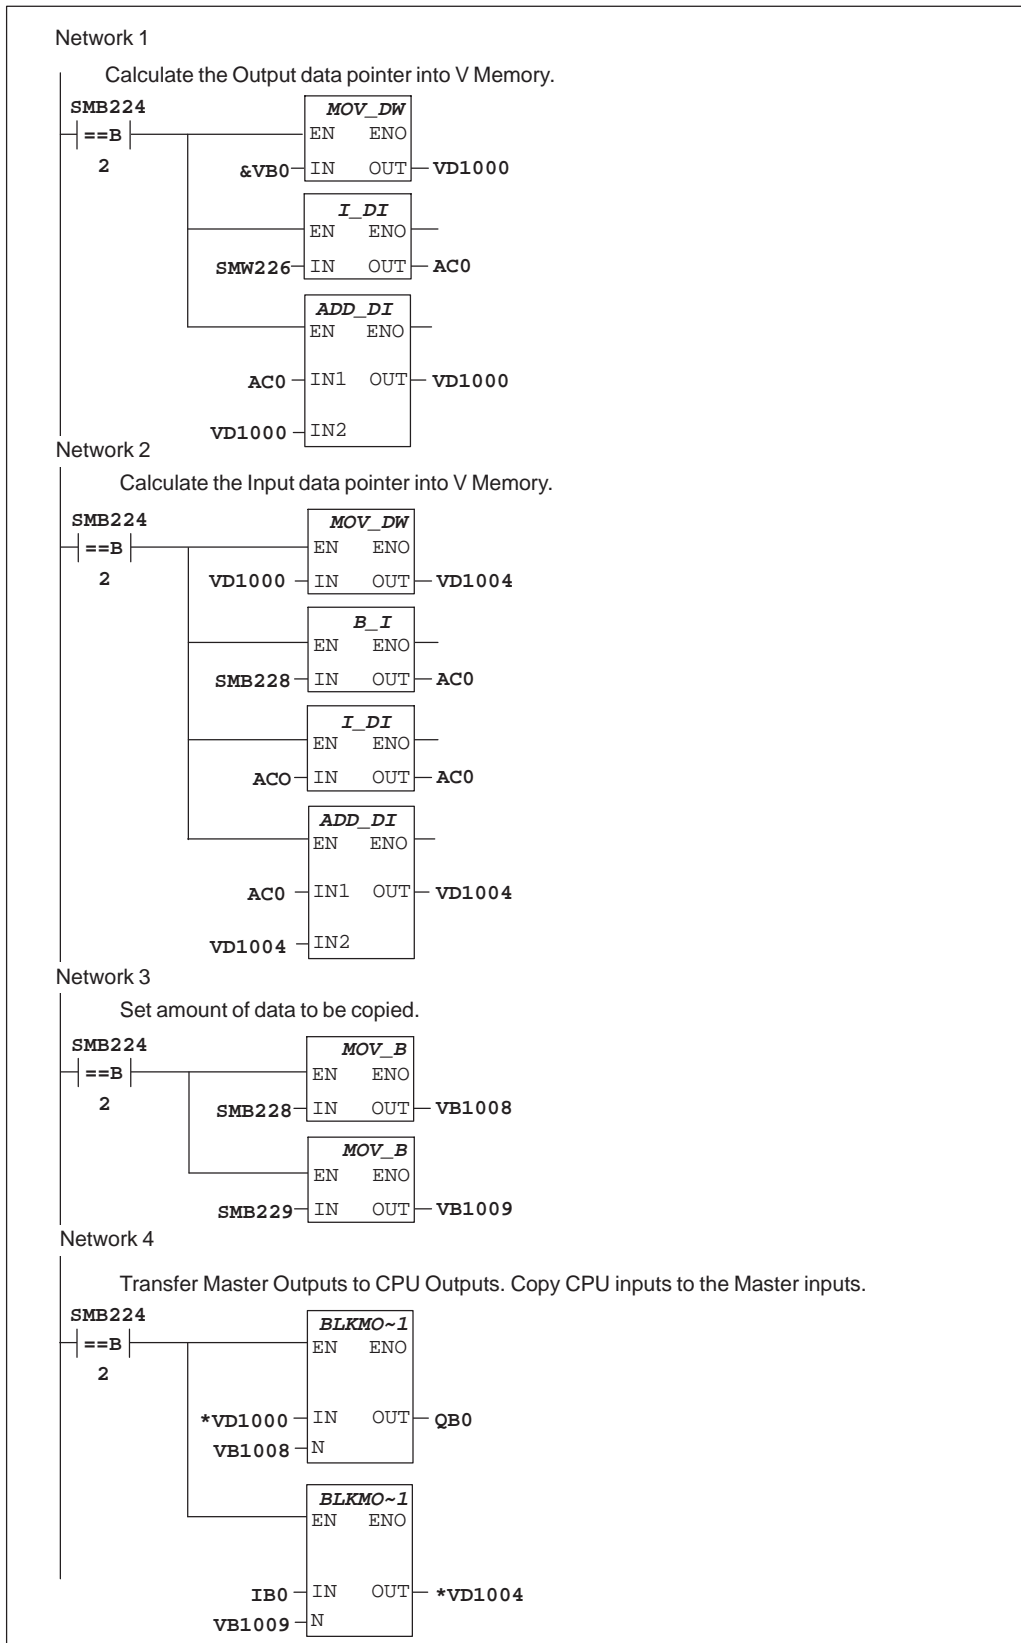 Network 1
Calculate the Output data pointer into V Memory.
SMB224 MOV_DW
==B EN ENO
2 &VB0 IN OUT VD1000
I_DI
EN ENO
SMW226 IN OUT AC0
ADD_DI
EN ENO
AC0 IN1 OUT VD1000
VD1000 IN2
Network 2
Calculate the Input data pointer into V Memory.
SMB224 MOV_DW
==B EN ENO
2 VD1000 IN OUT VD1004
B_I
EN ENO
SMB228 IN OUT AC0
I_DI
EN ENO
ACO IN OUT AC0
ADD_DI
EN ENO
AC0 IN1 OUT VD1004
VD1004 IN2
Network 3
Set amount of data to be copied.
SMB224 MOV_B
==B EN ENO
2 SMB228 IN OUT VB1008
MOV_B
EN ENO
SMB229 IN OUT VB1009
Network 4
Transfer Master Outputs to CPU Outputs. Copy CPU inputs to the Master inputs.
SMB224 BLKMO~1
==B EN ENO
2
*VD1000 IN OUT QB0
VB1008 N
BLKMO~1
EN ENO
IB0 IN OUT *VD1004
VB1009 N